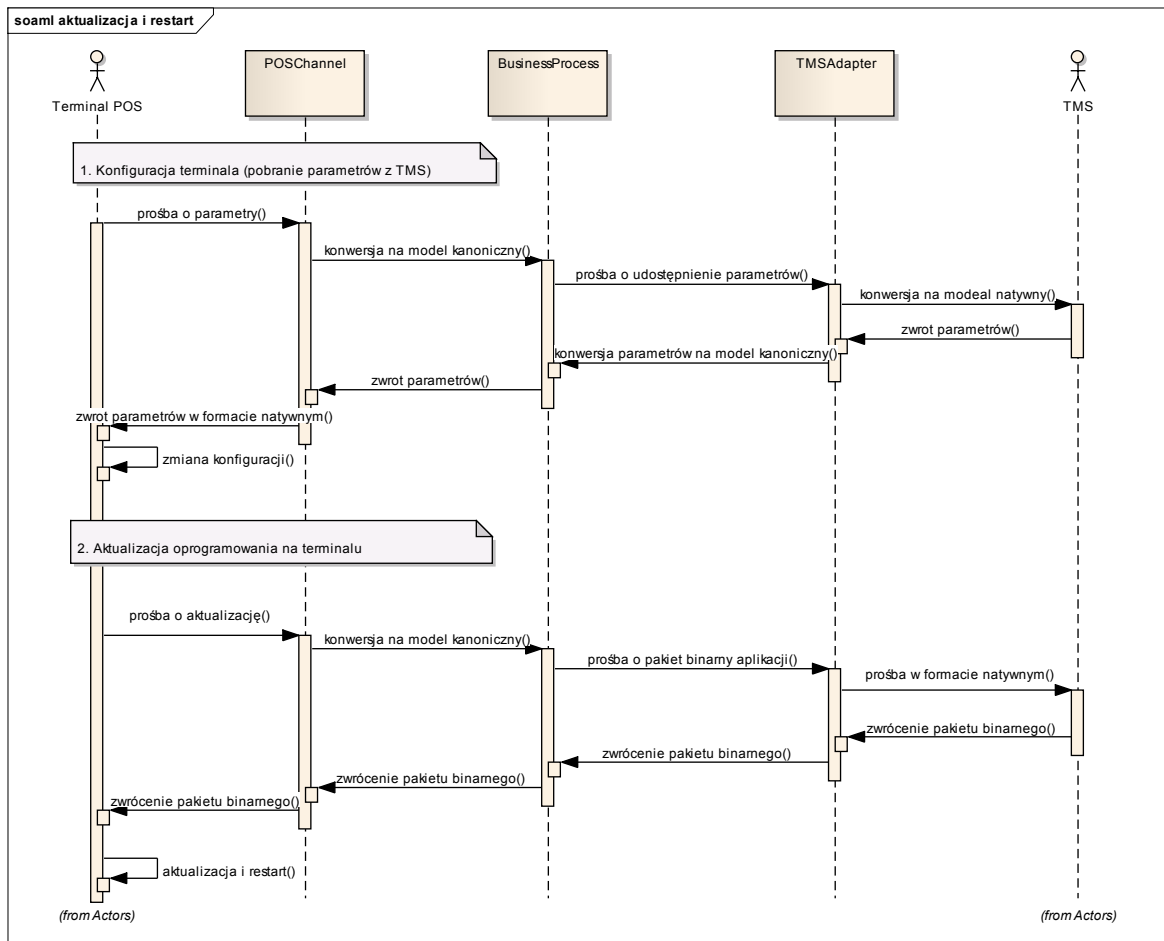 soaml aktualizacja i restart
Terminal POS
POSChannel
BusinessProcess
TMSAdapter
TMS
1. Konfiguracja terminala (pobranie parametrów z TMS)
prośba o parametry()
konwersja na model kanoniczny()
prośba o udostępnienie parametrów()
konwersja na modeal natywny()
zwrot parametrów()
konwersja parametrów na model kanoniczny()
zwrot parametrów()
zwrot parametrów w formacie natywnym()
zmiana konfiguracji()
2. Aktualizacja oprogramowania na terminalu
prośba o aktualizację()
konwersja na model kanoniczny()
prośba o pakiet binarny aplikacji()
prośba w formacie natywnym()
zwrócenie pakietu binarnego()
zwrócenie pakietu binarnego()
zwrócenie pakietu binarnego()
zwrócenie pakietu binarnego()
aktualizacja i restart()
(from Actors)
(from Actors)